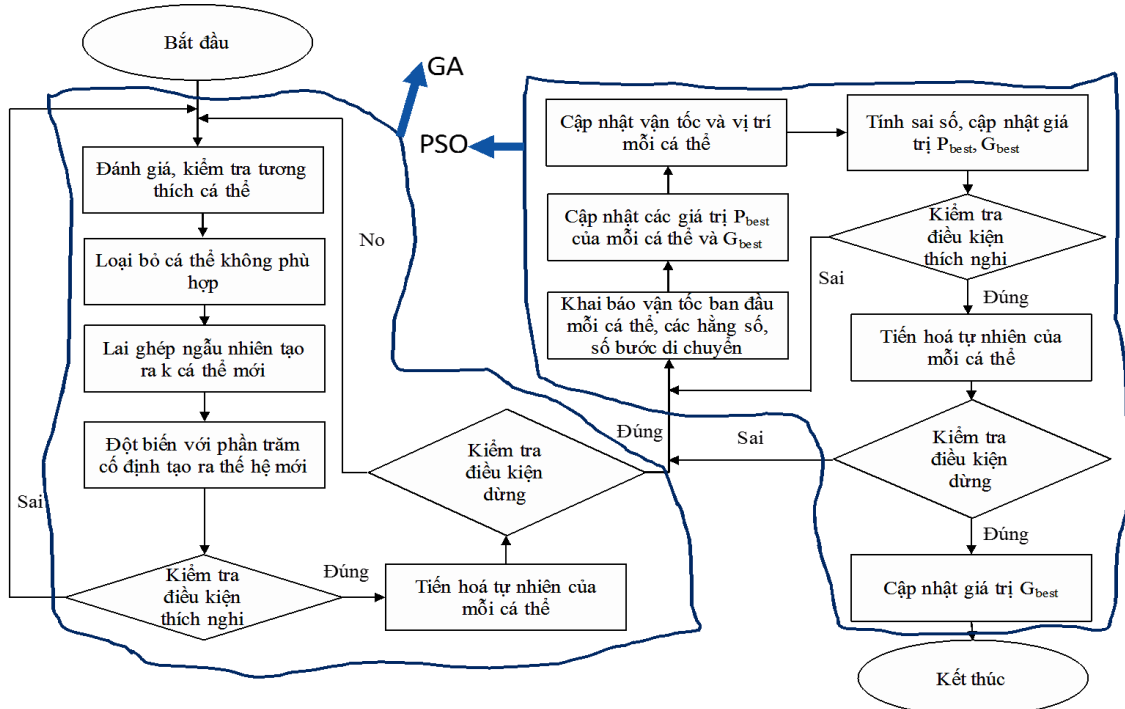 Bắt đầu
GA
PSO
Đánh giá, kiểm tra tương
thích cá thể
Loại bỏ cá thể không phù
hợp
Lai ghép ngẫu nhiên tạo
ra k cá thể mới
Đột biến với phần trăm
cố định tạo ra thế hệ mới
Sai
Kiểm tra
điều kiện
thích nghi
Đúng
Tiến hoá tự nhiên của
mỗi cá thể
No
Kiểm tra
điều kiện
dừng
Đúng
Khai báo vận tốc ban đầu
mỗi cá thể, các hằng số,
số bước di chuyển
Cập nhật các giá trị Pbest
của mỗi cá thể và Gbest
Cập nhật vận tốc và vị trí
mỗi cá thể
Tính sai số, cập nhật giá
trị Pbest, Gbest
Kiểm tra
điều kiện
thích nghi
Sai
Đúng
Tiến hoá tự nhiên của
mỗi cá thể
Kiểm tra
điều kiện
dừng
Sai
Đúng
Cập nhật giá trị Gbest
Kết thúc